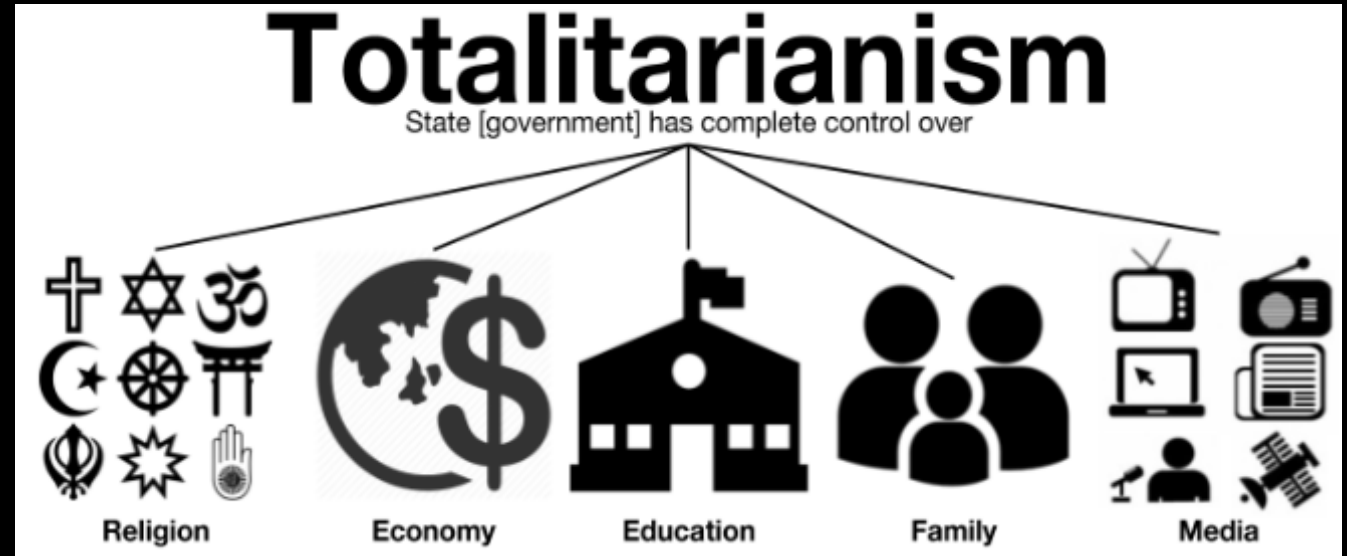 Totalitarianism
State [government] has complete control over
Religion
Economy
Education
Family
Media